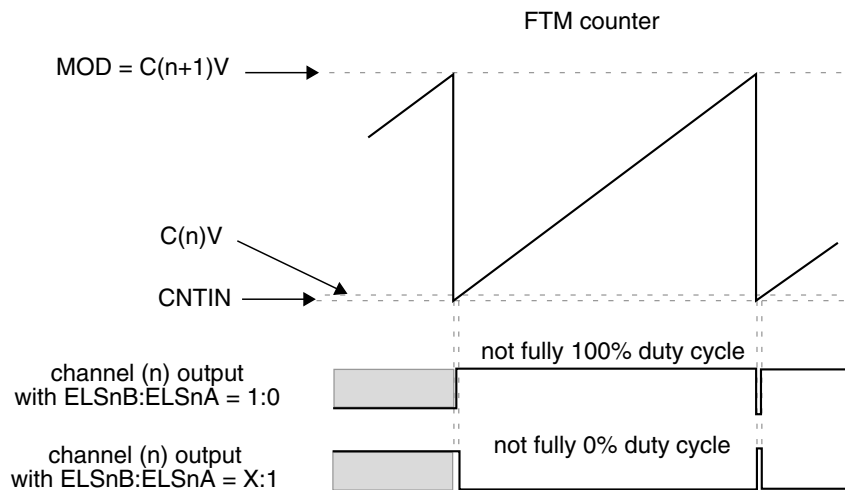 FTM counter
MOD = C(n+1)V
C(n)V
CNTIN
not fully 100% duty cycle
channel (n) output
with ELSnB:ELSnA = 1:0
not fully 0% duty cycle
channel (n) output
with ELSnB:ELSnA = X:1